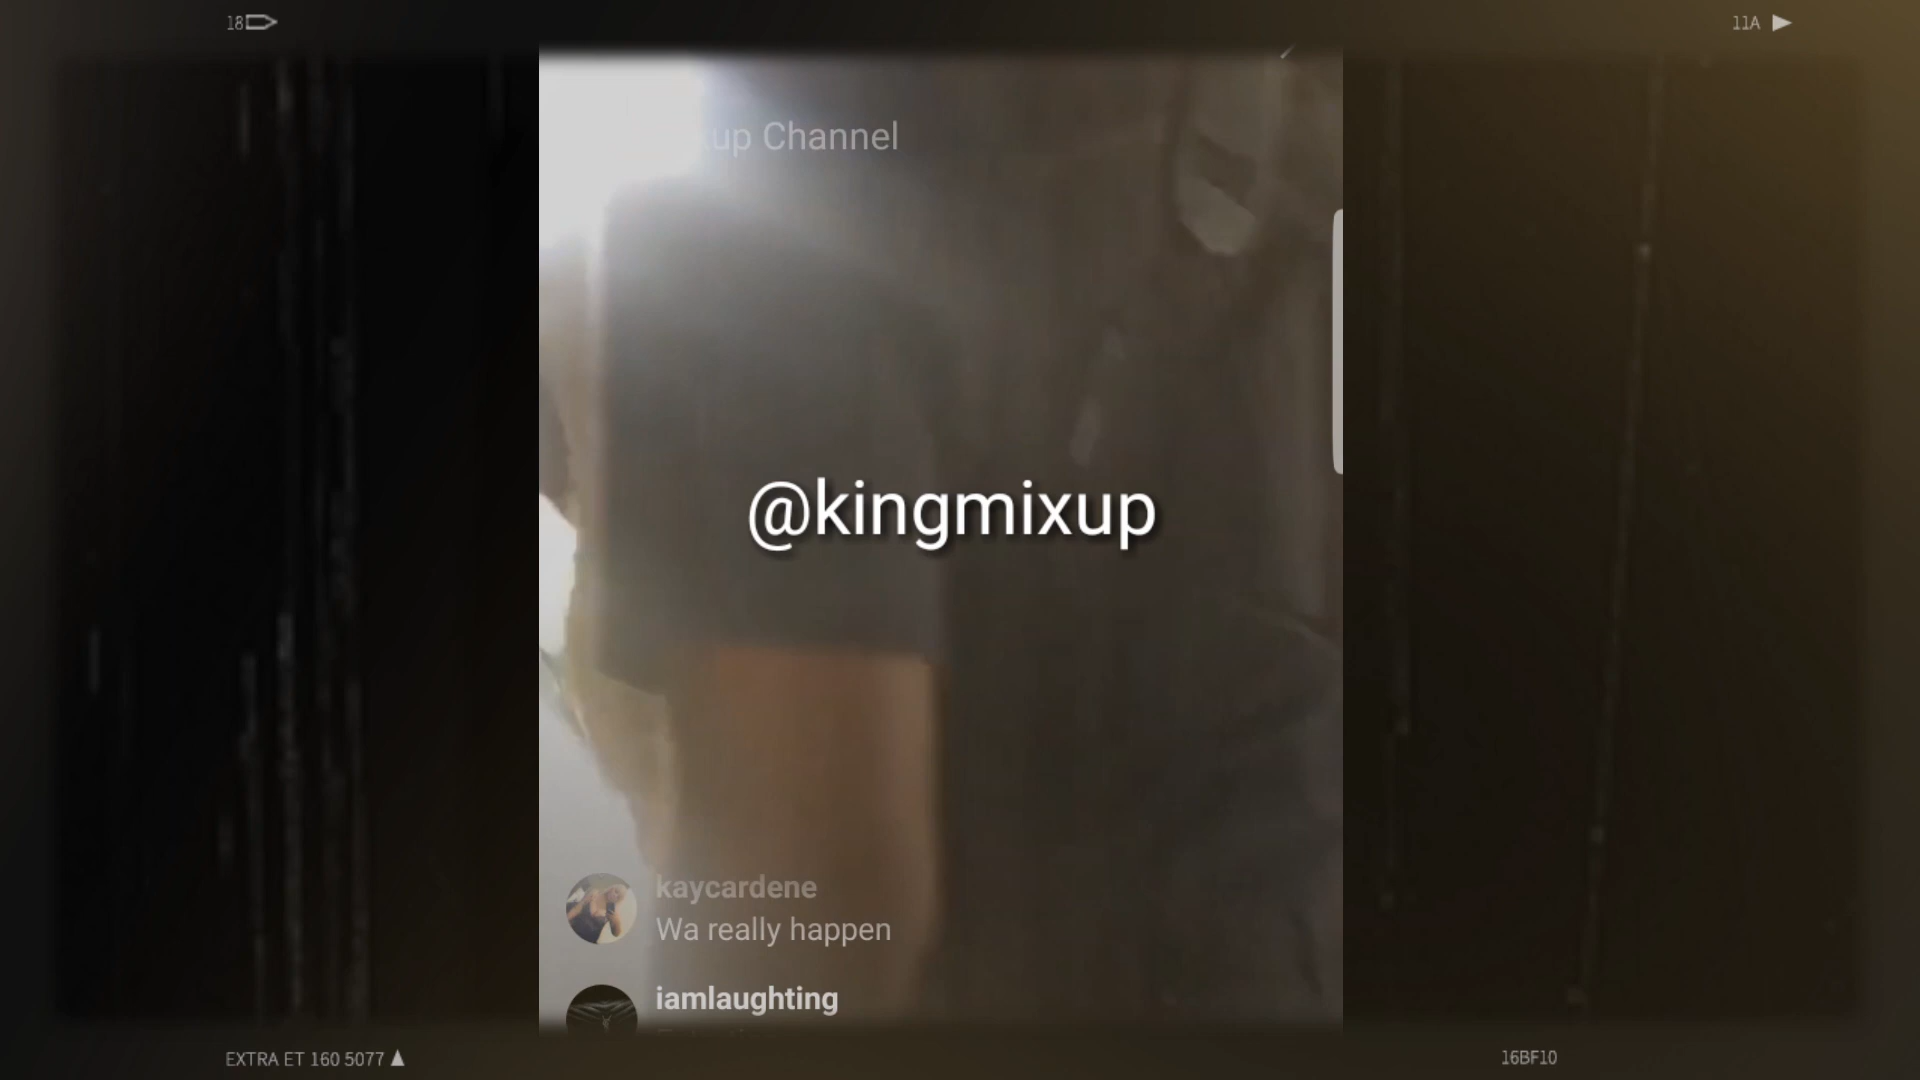 18
11A
up Channel
@kingmixup
kaycardene
Wa really happen
iamlaughting
EXTRA ET 160 5077
16BF10